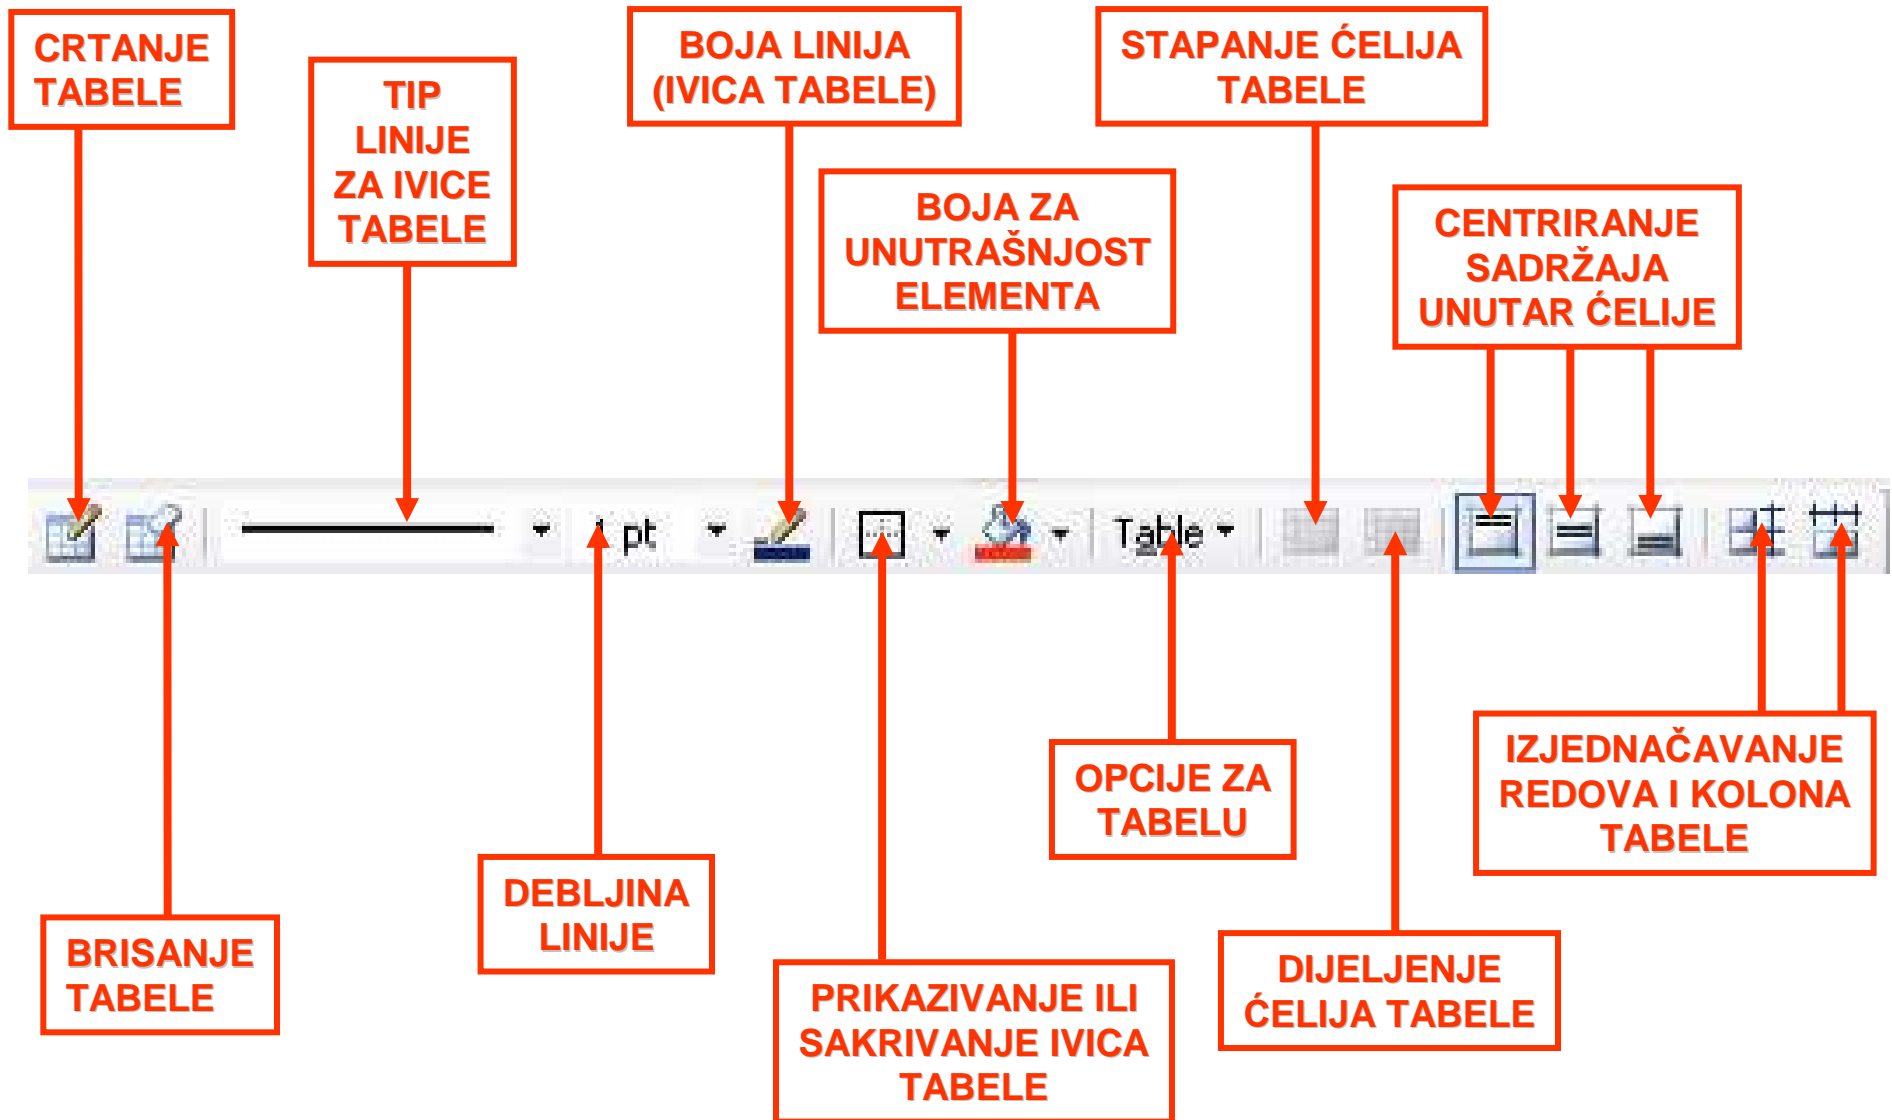 CRTANJE
TABELE
TIP
LINIJE
ZA IVICE
TABELE
BOJA LINIJA
(IVICA TABELE)
BOJA ZA
UNUTRAŠNJOST
ELEMENTA
STAPANJE ĆELIJA
TABELE
CENTRIRANJE
SADRŽAJA
UNUTAR ĆELIJE
1 pt
Table
BRISANJE
TABELE
DEBLJINA
LINIJE
PRIKAZIVANJE ILI
SAKRIVANJE IVICA
TABELE
OPCIJE ZA
TABELU
DIJELJENJE
ĆELIJA TABELE
IZJEDNAČAVANJE
REDOVA I KOLONA
TABELE